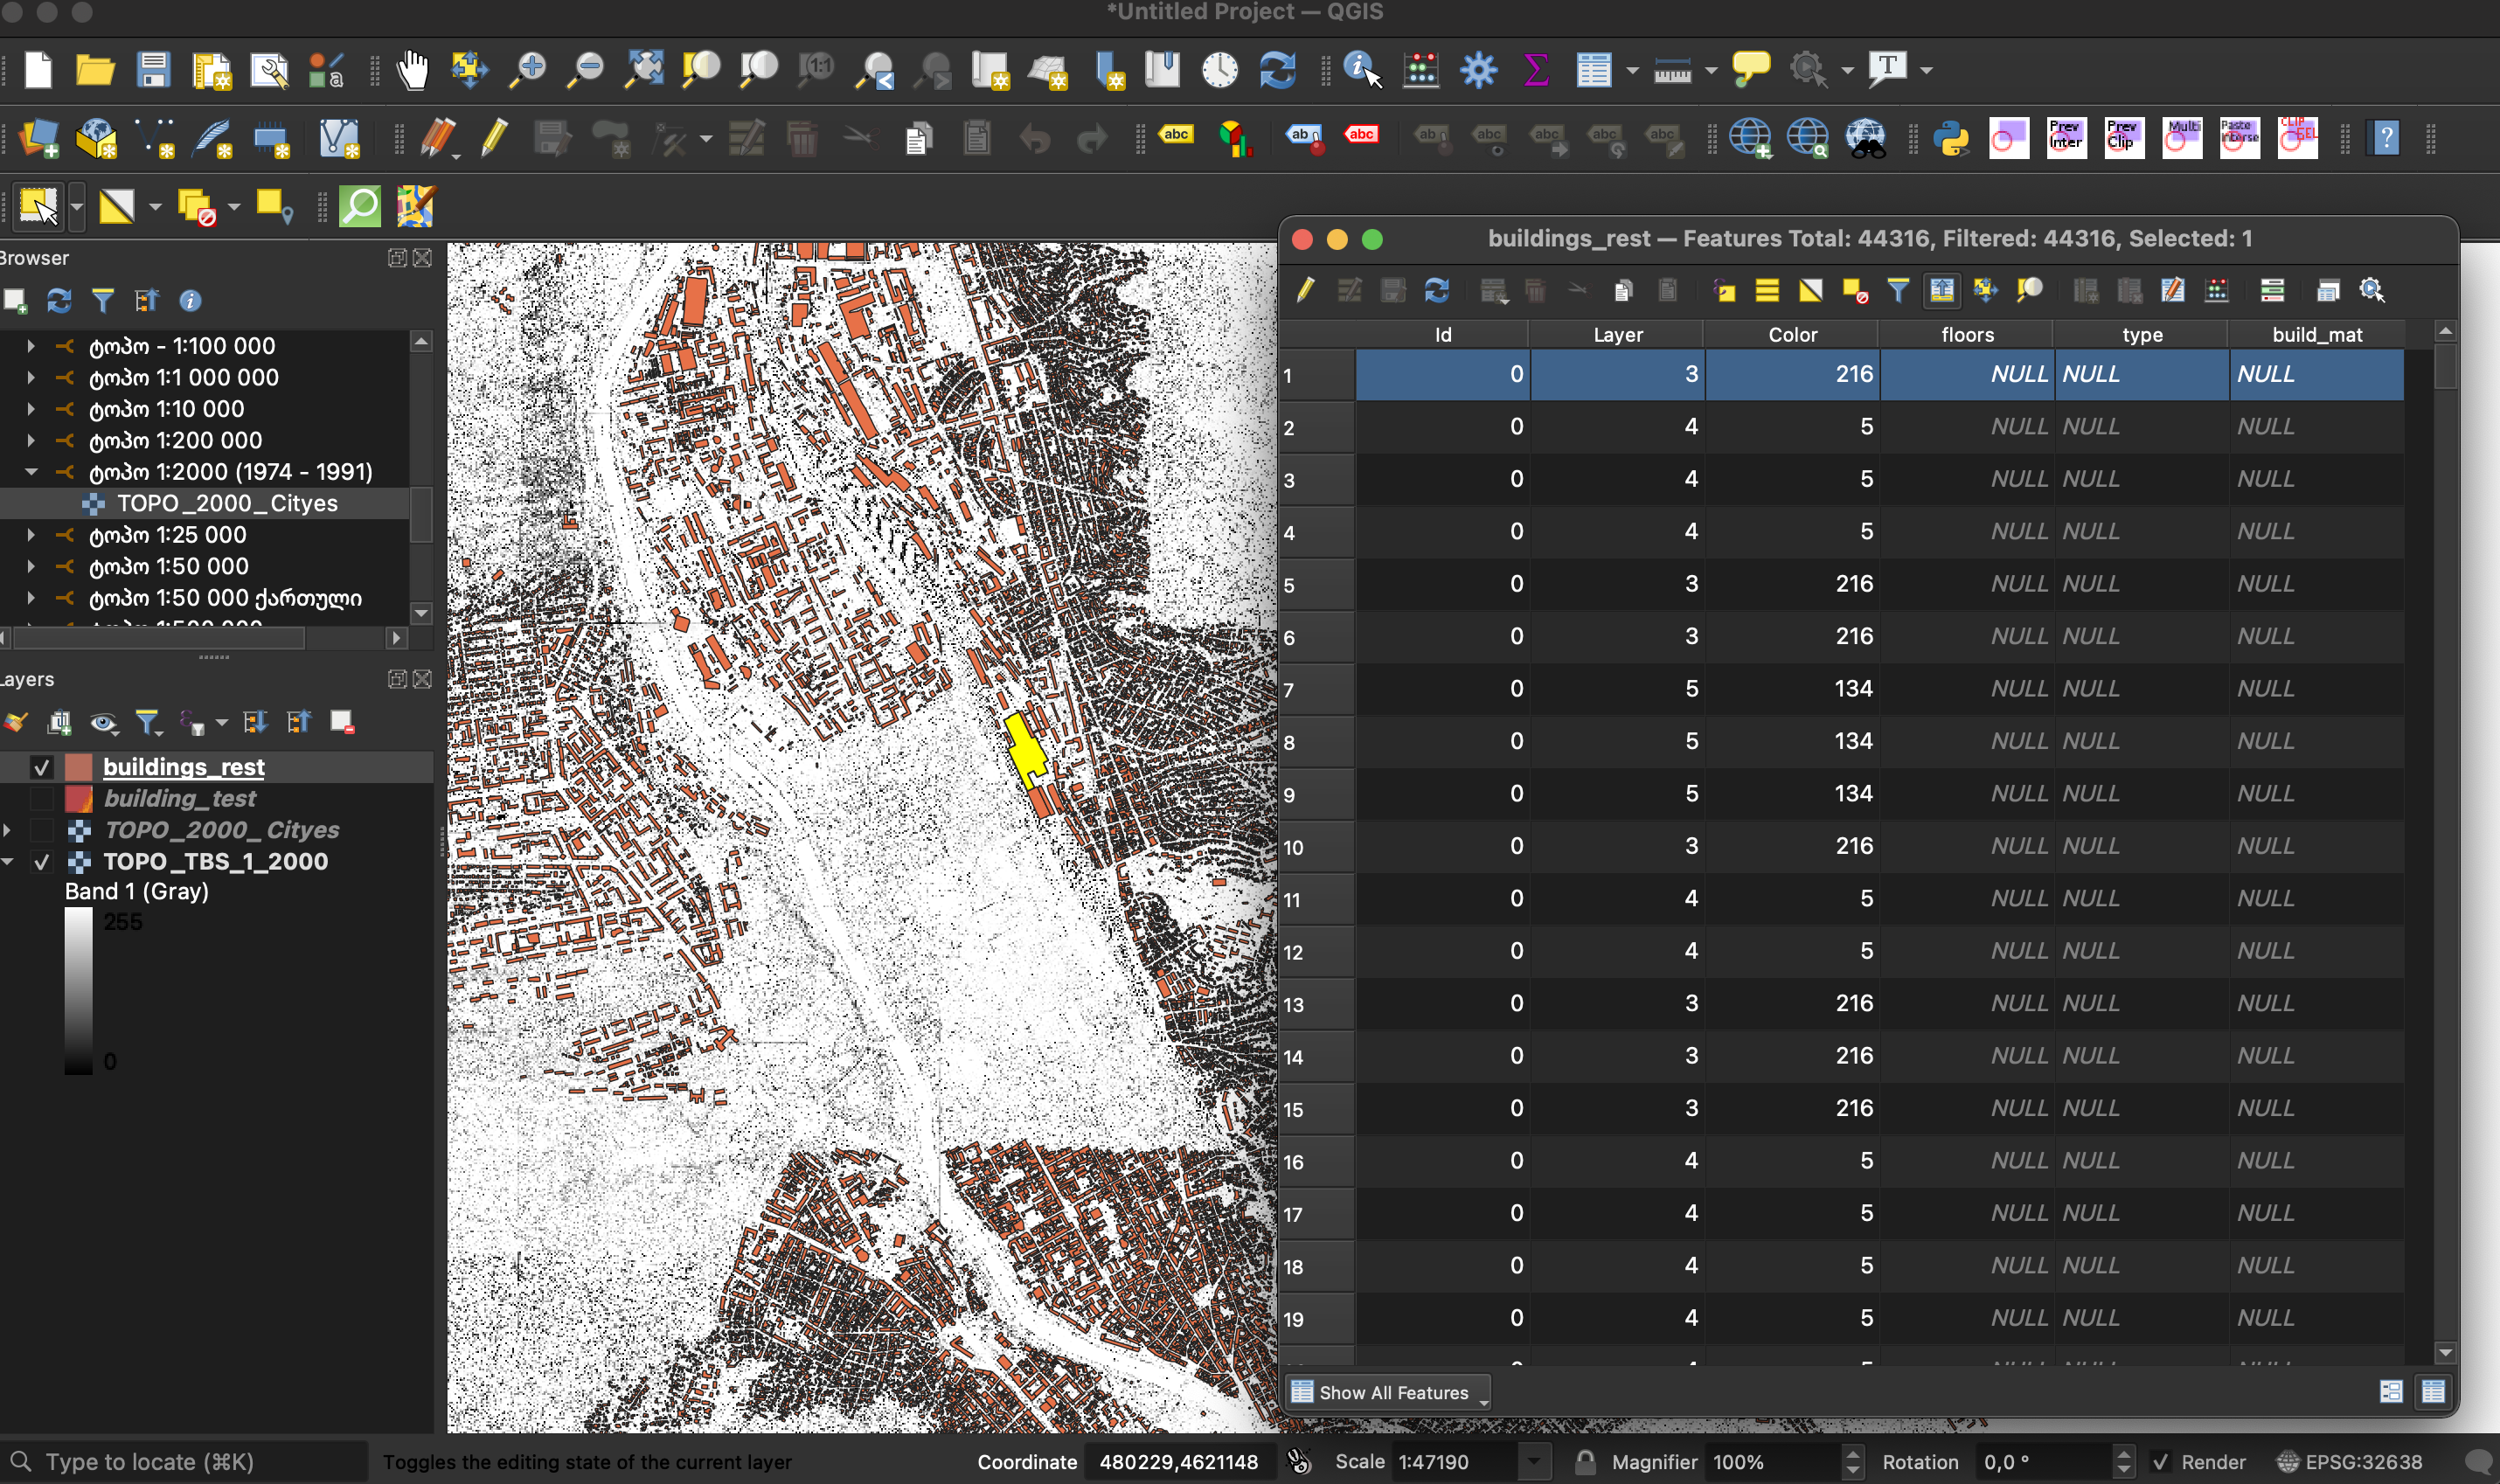 *Untitled Project — QGIS
1:1
a
T
abc
ab
abc
ab
abc
abc
abc
abc
Prev Inter
Prev Clip
Multi
Paste
CLIP SEL
?
Browser
ტოპო - 1:100 000
ტოპო 1:1 000 000
ტოპო 1:10 000
ტოპო 1:200 000
ტოპო 1:2000 (1974 - 1991)
TOPO_2000_Cityes
ტოპო 1:25 000
ტოპო 1:50 000
ტოპო 1:50 000 ქართული
Layers
buildings_rest
building_test
TOPO_2000_Cityes
TOPO_TBS_1_2000
Band 1 (Gray)
255
0
buildings_rest — Features Total: 44316, Filtered: 44316, Selected: 1
Id Layer Color floors type build_mat
1 0 3 216 NULL NULL NULL
2 0 4 5 NULL NULL NULL
3 0 4 5 NULL NULL NULL
4 0 4 5 NULL NULL NULL
5 0 3 216 NULL NULL NULL
6 0 3 216 NULL NULL NULL
7 0 5 134 NULL NULL NULL
8 0 5 134 NULL NULL NULL
9 0 5 134 NULL NULL NULL
10 0 3 216 NULL NULL NULL
11 0 4 5 NULL NULL NULL
12 0 4 5 NULL NULL NULL
13 0 3 216 NULL NULL NULL
14 0 3 216 NULL NULL NULL
15 0 3 216 NULL NULL NULL
16 0 4 5 NULL NULL NULL
17 0 4 5 NULL NULL NULL
18 0 4 5 NULL NULL NULL
19 0 4 5 NULL NULL NULL
Show All Features
Type to locate (⌘K) Toggles the editing state of the current layer Coordinate 480229,4621148 Scale 1:47190 Magnifier 100% Rotation 0,0 ° Render EPSG:32638